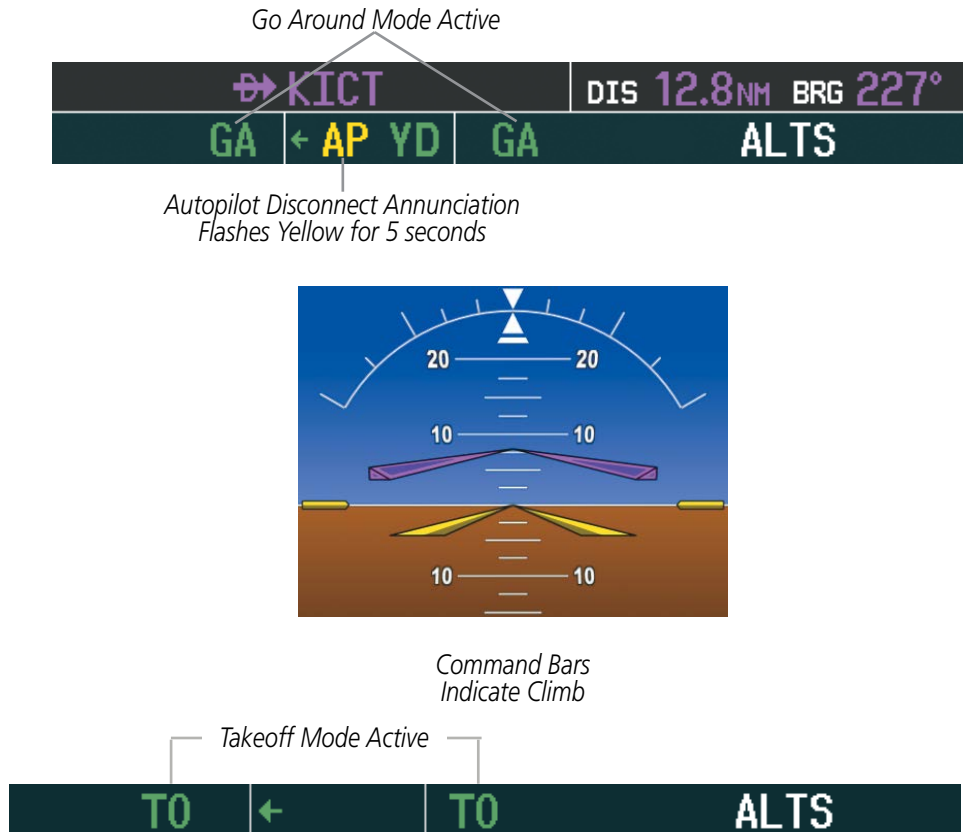 Go Around Mode Active
D KICT DIS 12.8NM BRG 227°
GA ← AP YD GA ALTS
Autopilot Disconnect Annunciation
Flashes Yellow for 5 seconds
20 20
10 10
10 10
Command Bars
Indicate Climb
Takeoff Mode Active
TO ← TO ALTS